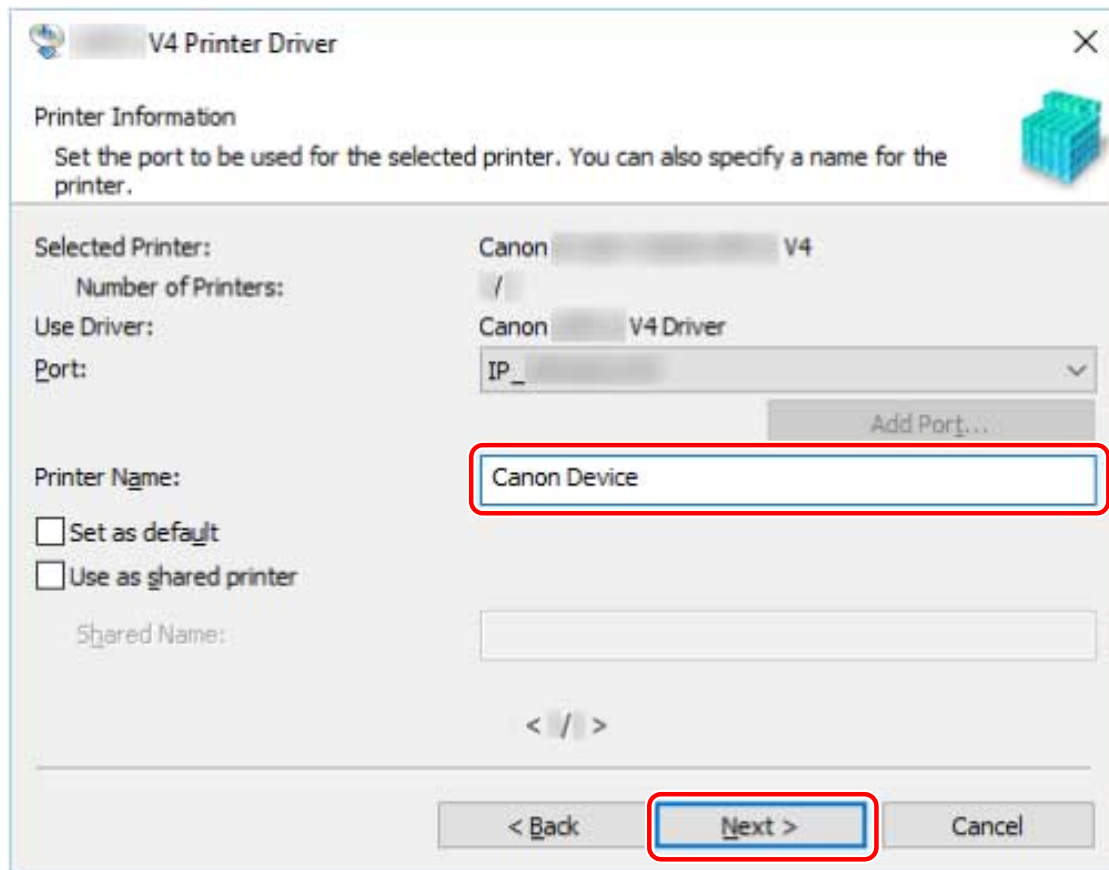 V4 Printer Driver
Printer Information
Set the port to be used for the selected printer. You can also specify a name for the
printer.
Selected Printer: Canon V4
Number of Printers: /
Use Driver: Canon V4 Driver
Port: IP_
Add Port...
Printer Name: Canon Device
Set as default
Use as shared printer
Shared Name:
< / >
< Back Next > Cancel